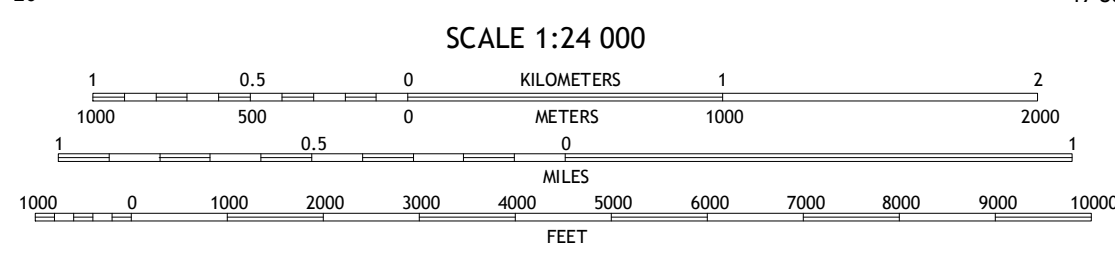 SCALE 1:24 000
1 0.5 0 KILOMETERS 1 2
1000 500 0 METERS 1000 2000
1 0.5 0 1
MILES
1000 0 1000 2000 3000 4000 5000 6000 7000 8000 9000 10000
FEET